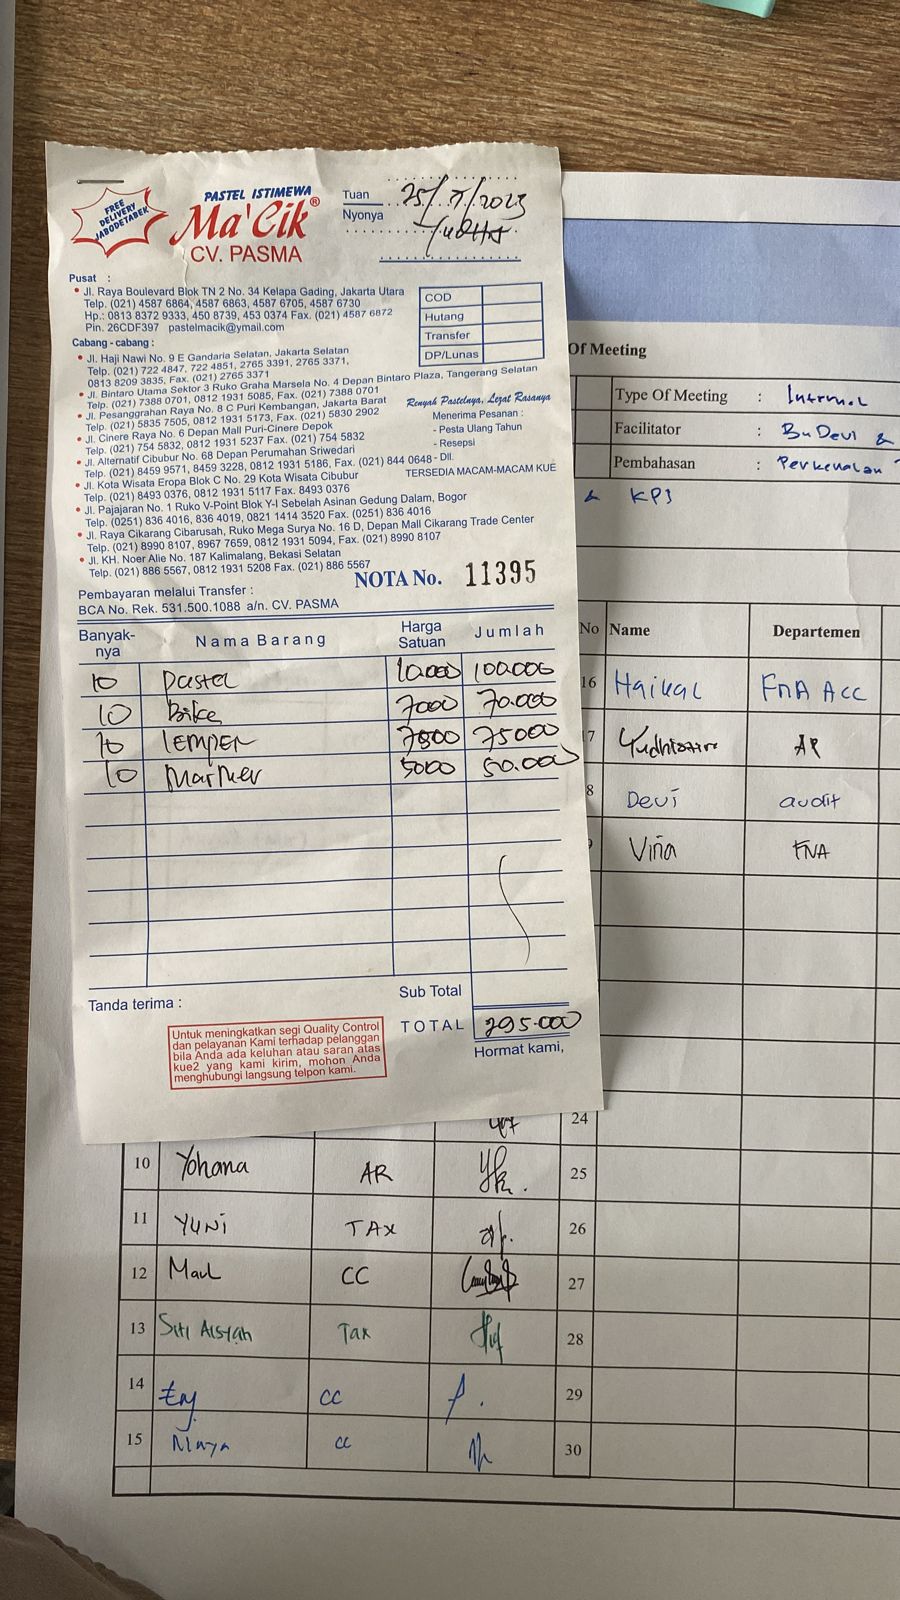 FREE
DELIVERY
JABODETABEK
PASTEL ISTIMEWA
Ma'Cik®
CV. PASMA
Tuan
Nyonya
25/ /2023
Yudha
Pusat :
• Jl. Raya Boulevard Blok TN 2 No. 34 Kelapa Gading, Jakarta Utara
Telp. (021) 4587 6864, 4587 6863, 4587 6705, 4587 6730
Hp.: 0813 8372 9333, 450 8739, 453 0374 Fax. (021) 4587 6872
Pin. 26CDF397 pastelmacik@ymail.com
COD
Hutang
Transfer
DP/Lunas
Cabang - cabang :
• Jl. Haji Nawi No. 9 E Gandaria Selatan, Jakarta Selatan
Telp. (021) 722 4847, 722 4851, 2765 3391, 2765 3371,
0813 8209 3835, Fax. (021) 2765 3371
• Jl. Bintaro Utama Sektor 3 Ruko Graha Marsela No. 4 Depan Bintaro Plaza, Tangerang Selatan
Telp. (021) 7388 0701, 0812 1931 5085, Fax. (021) 7388 0701
• Jl. Pesanggrahan Raya No. 8 C Puri Kembangan, Jakarta Barat
Telp. (021) 5835 7505, 0812 1931 5173, Fax. (021) 5830 2902
• Jl. Cinere Raya No. 6 Depan Mall Puri-Cinere Depok
Telp. (021) 754 5832, 0812 1931 5237 Fax. (021) 754 5832
• Jl. Alternatif Cibubur No. 68 Depan Perumahan Sriwedari
Telp. (021) 8459 9571, 8459 3228, 0812 1931 5186, Fax. (021) 844 0648
• Jl. Kota Wisata Eropa Blok C No. 29 Kota Wisata Cibubur
Telp. (021) 8493 0376, 0812 1931 5117 Fax. 8493 0376
• Jl. Pajajaran No. 1 Ruko V-Point Blok Y-I Sebelah Asinan Gedung Dalam, Bogor
Telp. (0251) 836 4016, 836 4019, 0821 1414 3520 Fax. (0251) 836 4016
• Jl. Raya Cikarang Cibarusah, Ruko Mega Surya No. 16 D, Depan Mall Cikarang Trade Center
Telp. (021) 8990 8107, 8967 7659, 0812 1931 5094, Fax. (021) 8990 8107
• Jl. KH. Noer Alie No. 187 Kalimalang, Bekasi Selatan
Telp. (021) 886 5567, 0812 1931 5208 Fax. (021) 886 5567
Renyah Pastelnya, Lezat Rasanya
Menerima Pesanan :
- Pesta Ulang Tahun
- Resepsi
- Dll.
TERSEDIA MACAM-MACAM KUE
Pembayaran melalui Transfer :
BCA No. Rek. 531.500.1088 a/n. CV. PASMA
NOTA No. 11395
Banyak-nya Nama Barang Harga Satuan Jumlah
10 Pastel 10.000 100.000
10 7000 70.000
10 LEMPER 7500 75000
10 5000 50.000
Sub Total
Tanda terima :
TOTAL 295.000
Hormat kami,
Untuk meningkatkan segi Quality Control
dan pelayanan Kami terhadap pelanggan
bila Anda ada keluhan atau saran atas
kue2 yang kami kirim, mohon Anda
menghubungi langsung telpon kami.
Of Meeting
Type Of Meeting : Internal
Facilitator : Bu Devi &
Pembahasan : Perkenalan
& KPI
No Name Departemen
16 Haikal FnA Acc
7 AR
8 Devi audit
Vina FNA
24
10 Yohana AR 25
11 YUNI TAX 26
12 Maul CC 27
13 Siti Aisyah Tax 28
14 CC 29
15 Maya CC 30